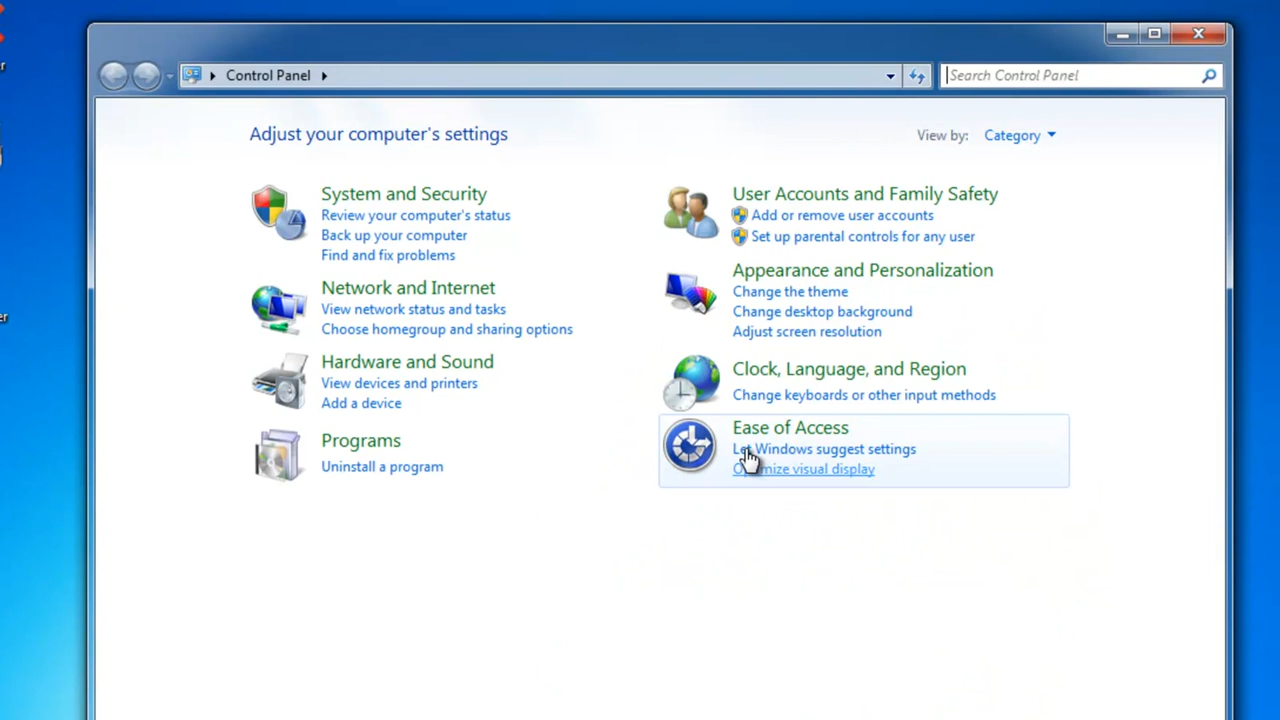 Control Panel
Search Control Panel
Adjust your computer's settings
View by: Category
System and Security
Review your computer's status
Back up your computer
Find and fix problems
Network and Internet
View network status and tasks
Choose homegroup and sharing options
Hardware and Sound
View devices and printers
Add a device
Programs
Uninstall a program
User Accounts and Family Safety
Add or remove user accounts
Set up parental controls for any user
Appearance and Personalization
Change the theme
Change desktop background
Adjust screen resolution
Clock, Language, and Region
Change keyboards or other input methods
Ease of Access
Let Windows suggest settings
Optimize visual display